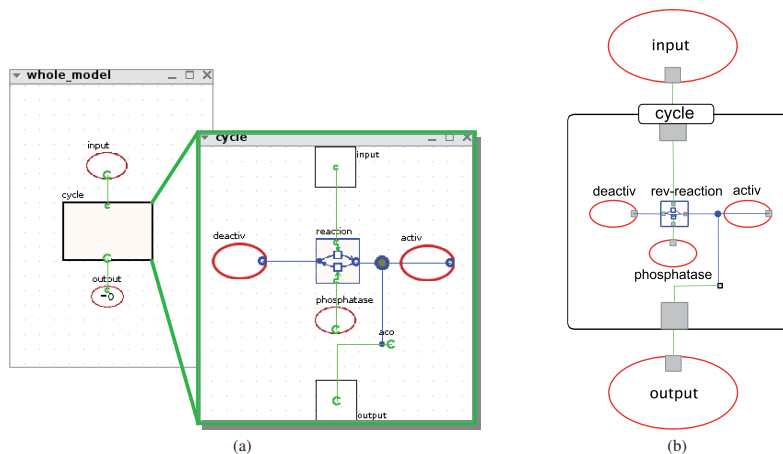 whole_model
input
cycle
output
-0
cycle
input
reaction
deactiv
activ
phosphatase
aco
output
(a)
input
cycle
deactiv
rev-reaction
activ
phosphatase
output
(b)